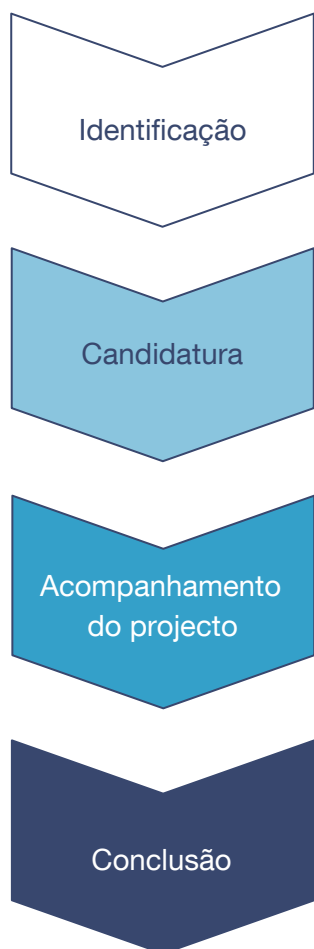 Identificação
Candidatura
Acompanhamento
do projecto
Conclusão